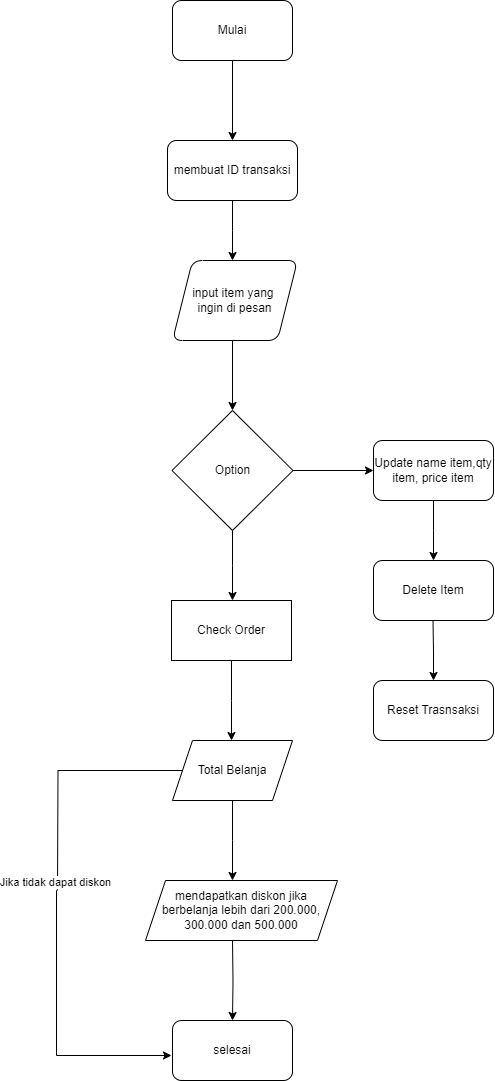 Mulai
membuat ID transaksi
input item yang
ingin di pesan
Option
Update name item,qty
item, price item
Delete Item
Check Order
Reset Trasnsaksi
Total Belanja
Jika tidak dapat diskon
mendapatkan diskon jika
berbelanja lebih dari 200.000,
300.000 dan 500.000
selesai